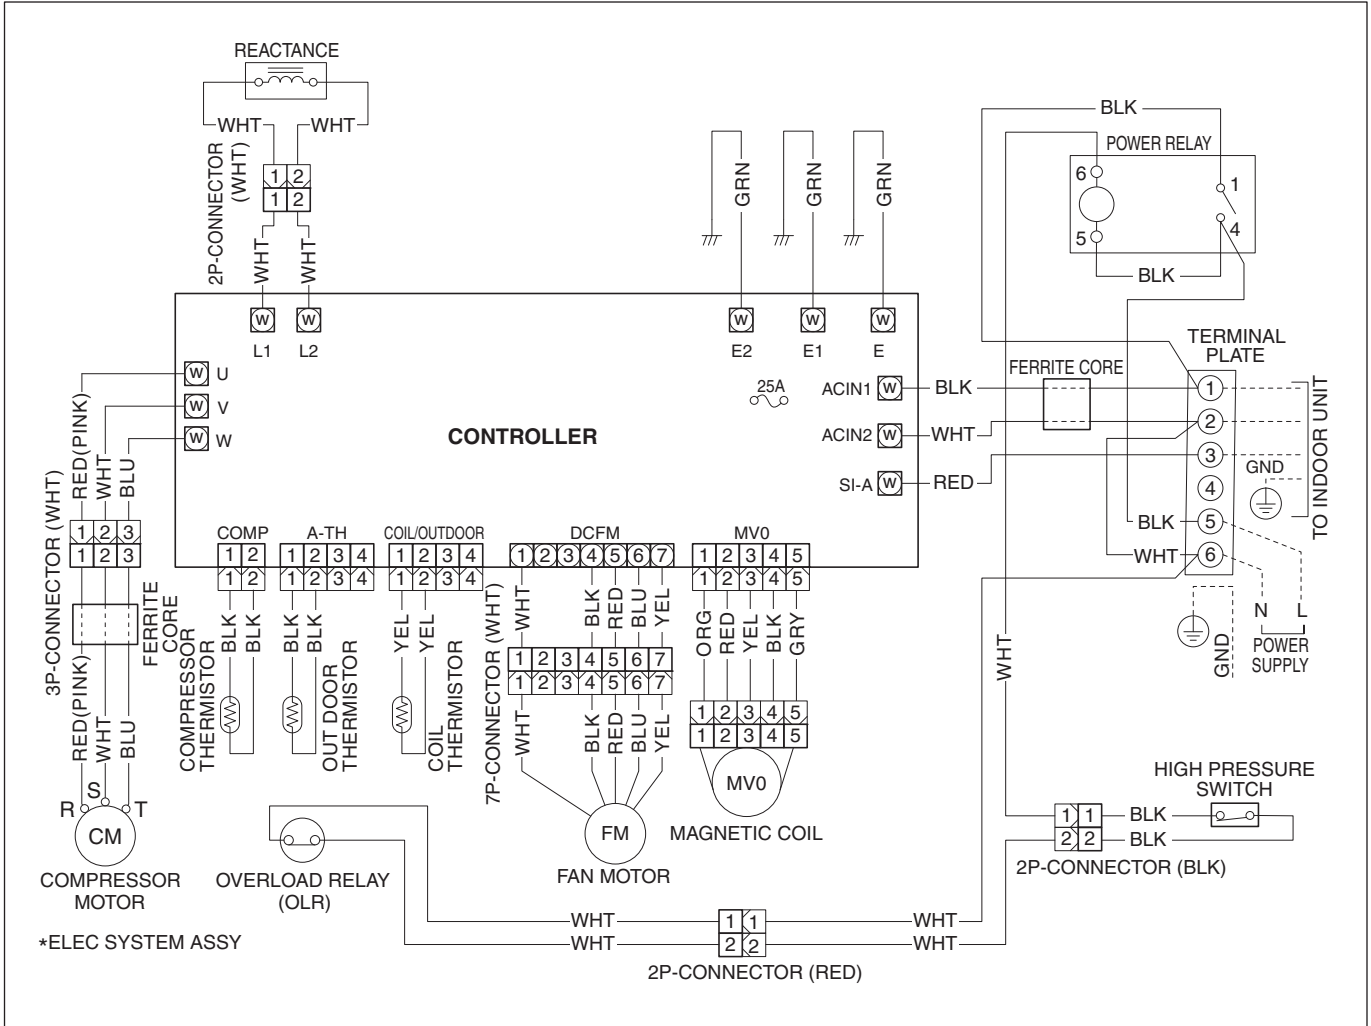 REACTANCE
WHT WHT
2P-CONNECTOR
(WHT)
1 2
1 2
WHT WHT
GRN GRN GRN
BLK
POWER RELAY
6 1
5 4
BLK
W W W W W
L1 L2 E2 E1 E
W U
W V
W W
CONTROLLER
25A
ACIN1 W BLK
ACIN2 W WHT
SI-A W RED
FERRITE CORE
TERMINAL
PLATE
1
2
3
4
BLK 5
WHT 6
GND
TO INDOOR UNIT
N L
POWER
SUPPLY
GND
RED(PINK) WHT BLU
3P-CONNECTOR (WHT)
1 2 3
1 2 3
FERRITE
CORE
RED(PINK) WHT BLU
R S T
CM
COMPRESSOR
MOTOR
COMP
1 2
1 2
BLK BLK
COMPRESSOR
THERMISTOR
A-TH
1 2 3 4
1 2 3 4
BLK BLK
OUT DOOR
THERMISTOR
COIL/OUTDOOR
1 2 3 4
1 2 3 4
YEL YEL
COIL
THERMISTOR
DCFM
1 2 3 4 5 6 7
WHT BLK RED BLU YEL
7P-CONNECTOR (WHT)
1 2 3 4 5 6 7
1 2 3 4 5 6 7
WHT BLK RED BLU YEL
FM
FAN MOTOR
MV0
1 2 3 4 5
1 2 3 4 5
ORG RED YEL BLK GRY
1 2 3 4 5
1 2 3 4 5
MV0
MAGNETIC COIL
WHT
HIGH PRESSURE
SWITCH
1 1 BLK
2 2 BLK
2P-CONNECTOR (BLK)
OVERLOAD RELAY
(OLR)
WHT 1 1 WHT
WHT 2 2 WHT
2P-CONNECTOR (RED)
*ELEC SYSTEM ASSY